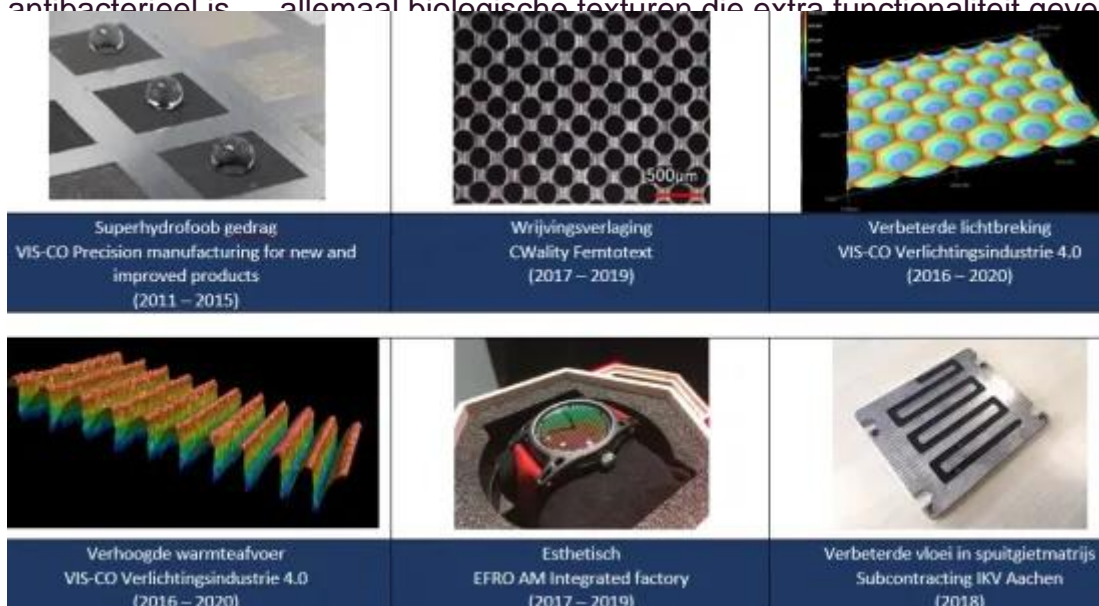 antibacterieel is ... allemaal biologische texturen die extra functionaliteit geve
500µm
Superhydrofoob gedrag
VIS-CO Precision manufacturing for new and
improved products
(2011 – 2015)
Wrijvingsverlaging
CWality Femtotext
(2017 – 2019)
Verbeterde lichtbreking
VIS-CO Verlichtingsindustrie 4.0
(2016 – 2020)
Verhoogde warmteafvoer
VIS-CO Verlichtingsindustrie 4.0
(2016 – 2020)
Esthetisch
EFRO AM Integrated factory
(2017 – 2019)
Verbeterde vloei in spuitgietmatrijs
Subcontracting IKV Aachen
(2018)